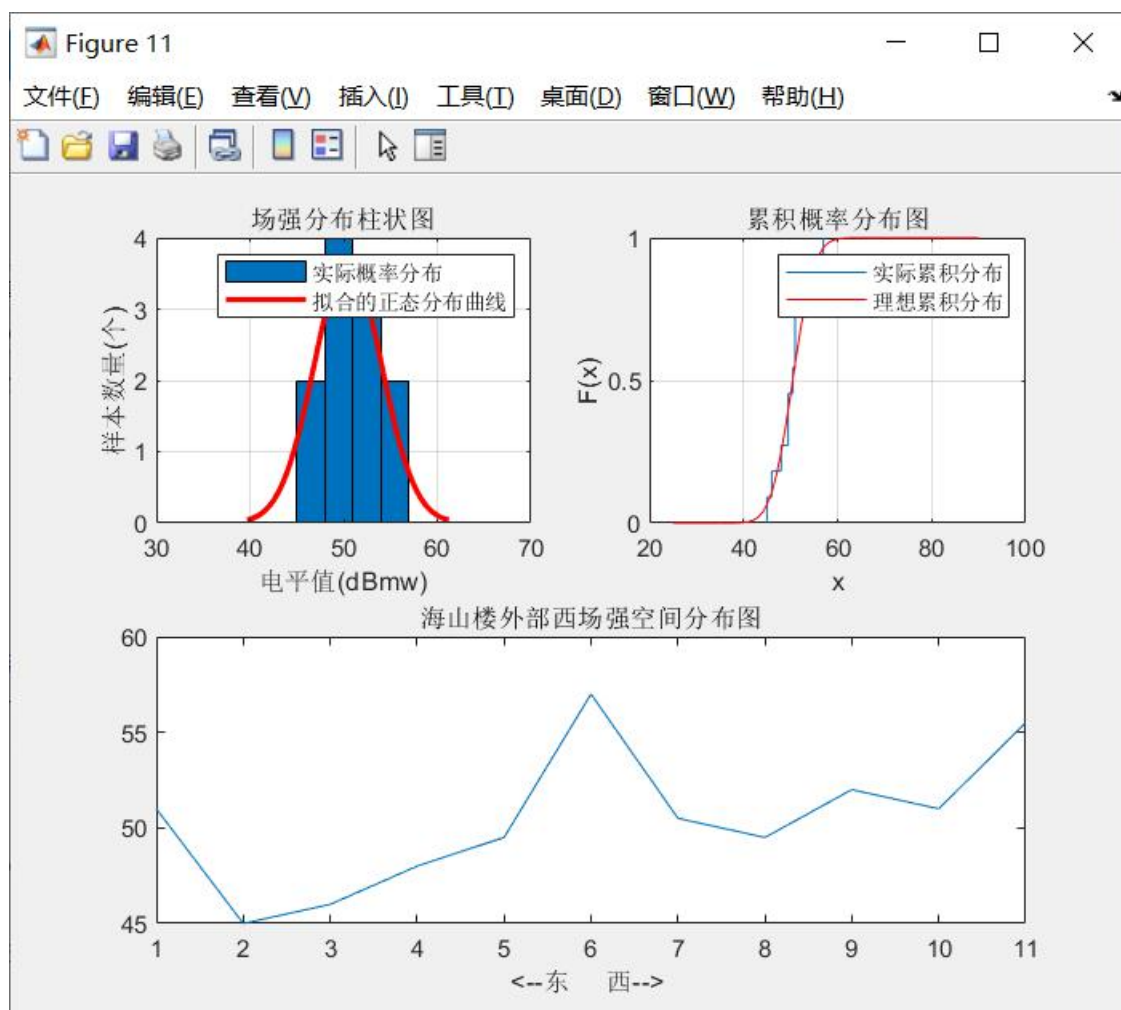 Figure 11
文件(F) 编辑(E) 查看(V) 插入(I) 工具(T) 桌面(D) 窗口(W) 帮助(H)
场强分布柱状图
实际概率分布
拟合的正态分布曲线
样本数量(个)
4
3
2
1
0
30 40 50 60 70
电平值(dBmw)
累积概率分布图
实际累积分布
理想累积分布
F(x)
1
0.5
0
20 40 60 80 100
x
海山楼外部西场强空间分布图
60
55
50
45
1 2 3 4 5 6 7 8 9 10 11
<--东 西-->